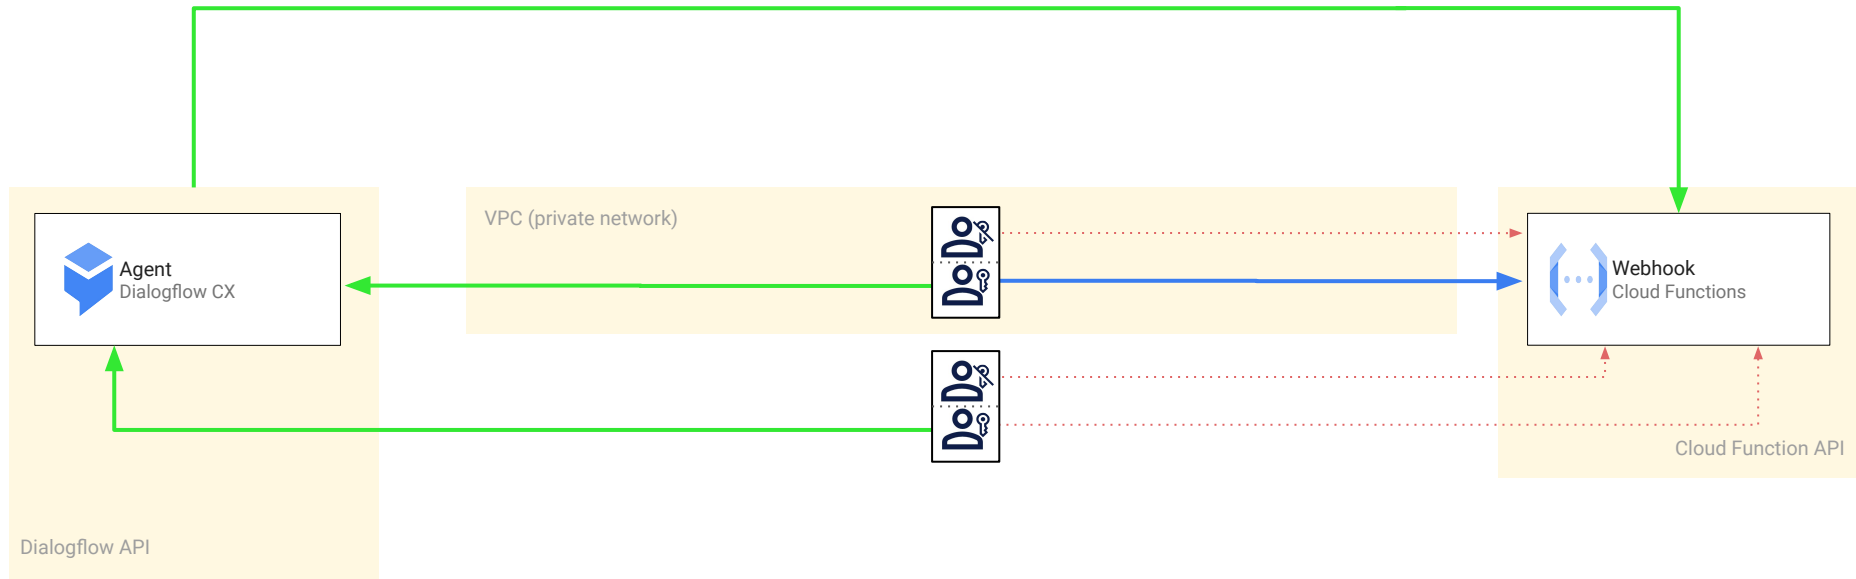 VPC (private network)
Agent
Dialogflow CX
Webhook
Cloud Functions
Cloud Function API
Dialogflow API